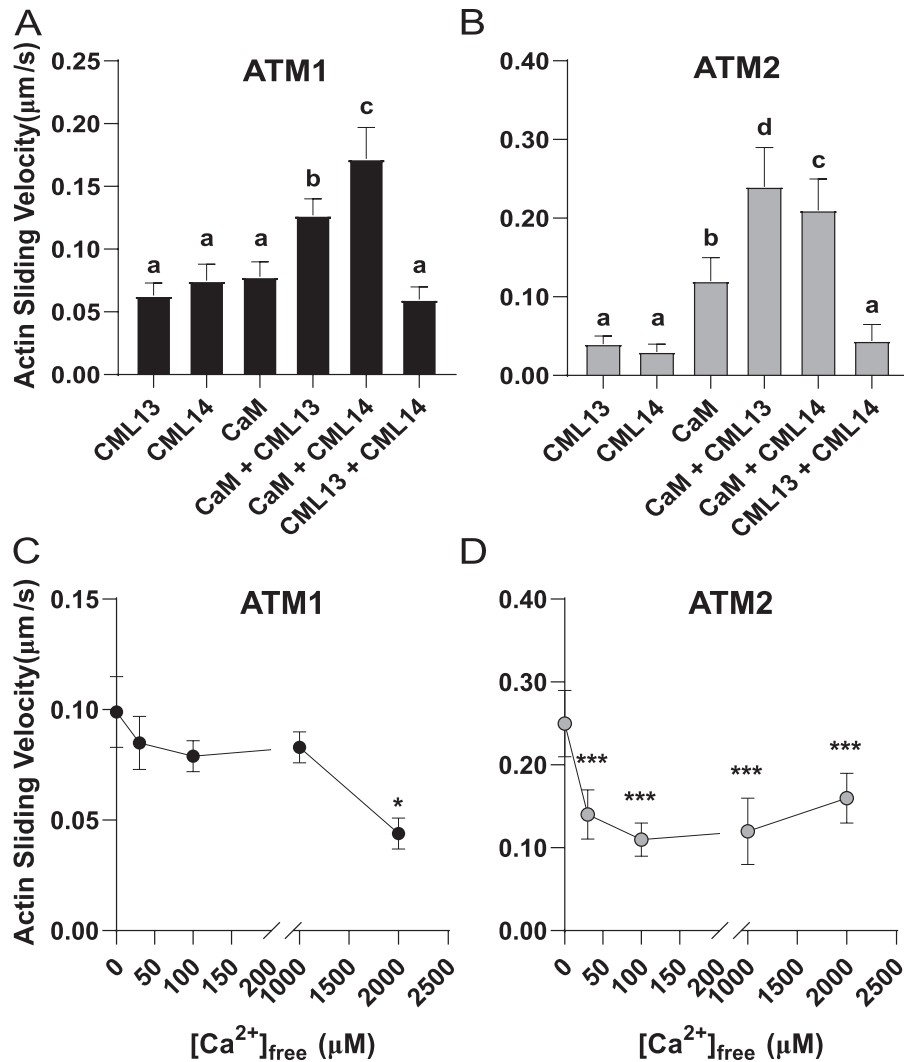 A
ATM1
Actin Sliding Velocity(μm/s)
0.25
0.20
0.15
0.10
0.05
0.00
a
a
a
b
c
a
CML13
CML14
CaM
CaM + CML13
CaM + CML14
CML13 + CML14
B
ATM2
0.40
0.30
0.20
0.10
0.00
a
a
b
d
c
a
CML13
CML14
CaM
CaM + CML13
CaM + CML14
CML13 + CML14
C
ATM1
Actin Sliding Velocity(μm/s)
0.15
0.10
0.05
0.00
*
0
50
100
150
200
1000
1500
2000
2500
[Ca2+]free (μM)
D
ATM2
0.40
0.30
0.20
0.10
0.00
***
***
***
***
0
50
100
150
200
1000
1500
2000
2500
[Ca2+]free (μM)